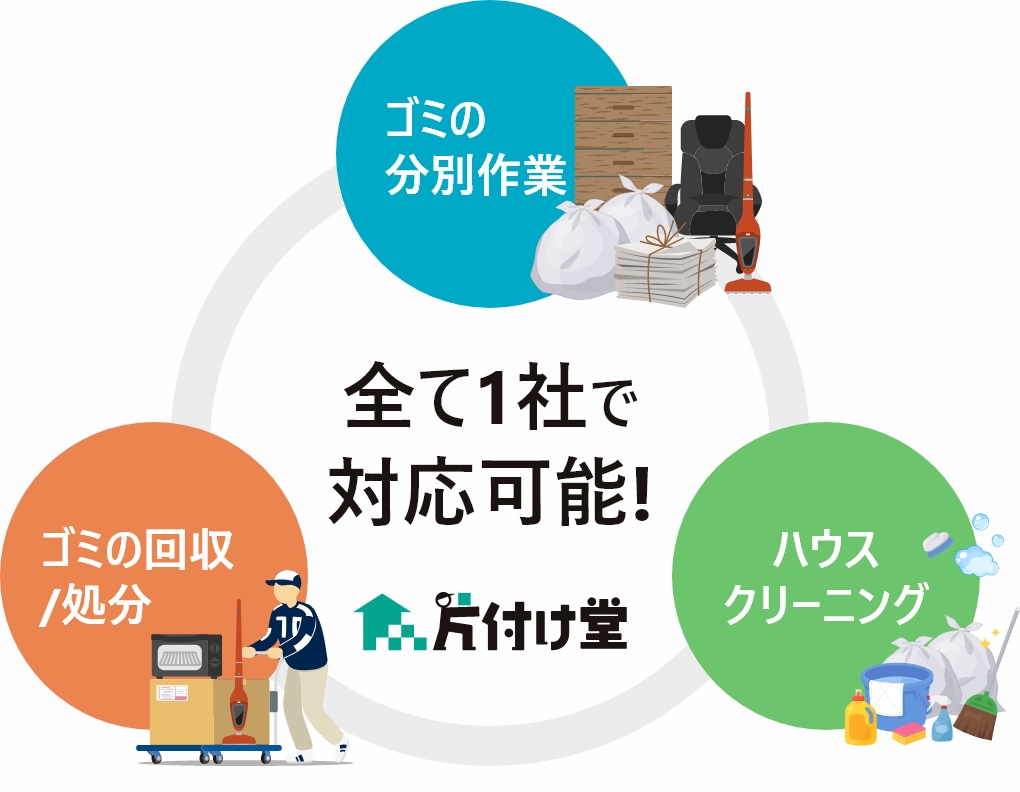 ゴミの
分別作業
全て1社で
対応可能!
ゴミの回収
/処分
ハウス
クリーニング
片付け堂